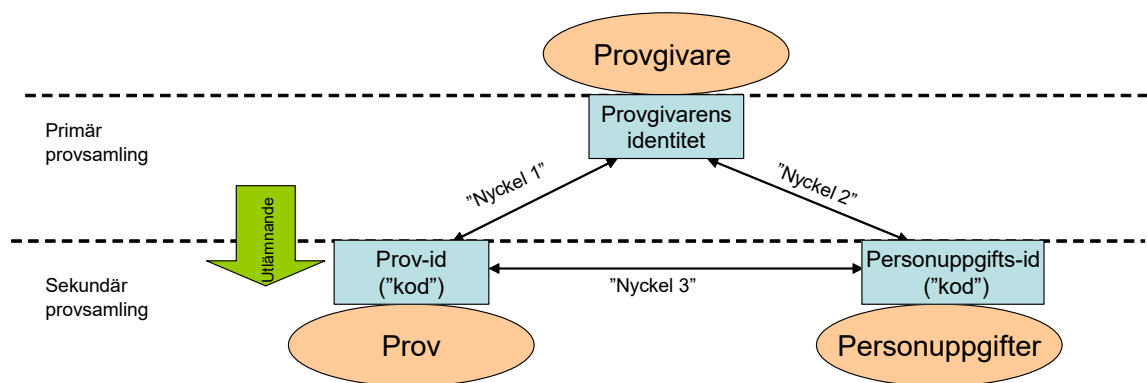 Provgivare
Provgivarens
identitet
Primär
provsamling
”Nyckel 1”
”Nyckel 2”
Utlämnande
Prov-id
(”kod”)
Personuppgifts-id
(”kod”)
”Nyckel 3”
Sekundär
provsamling
Prov
Personuppgifter